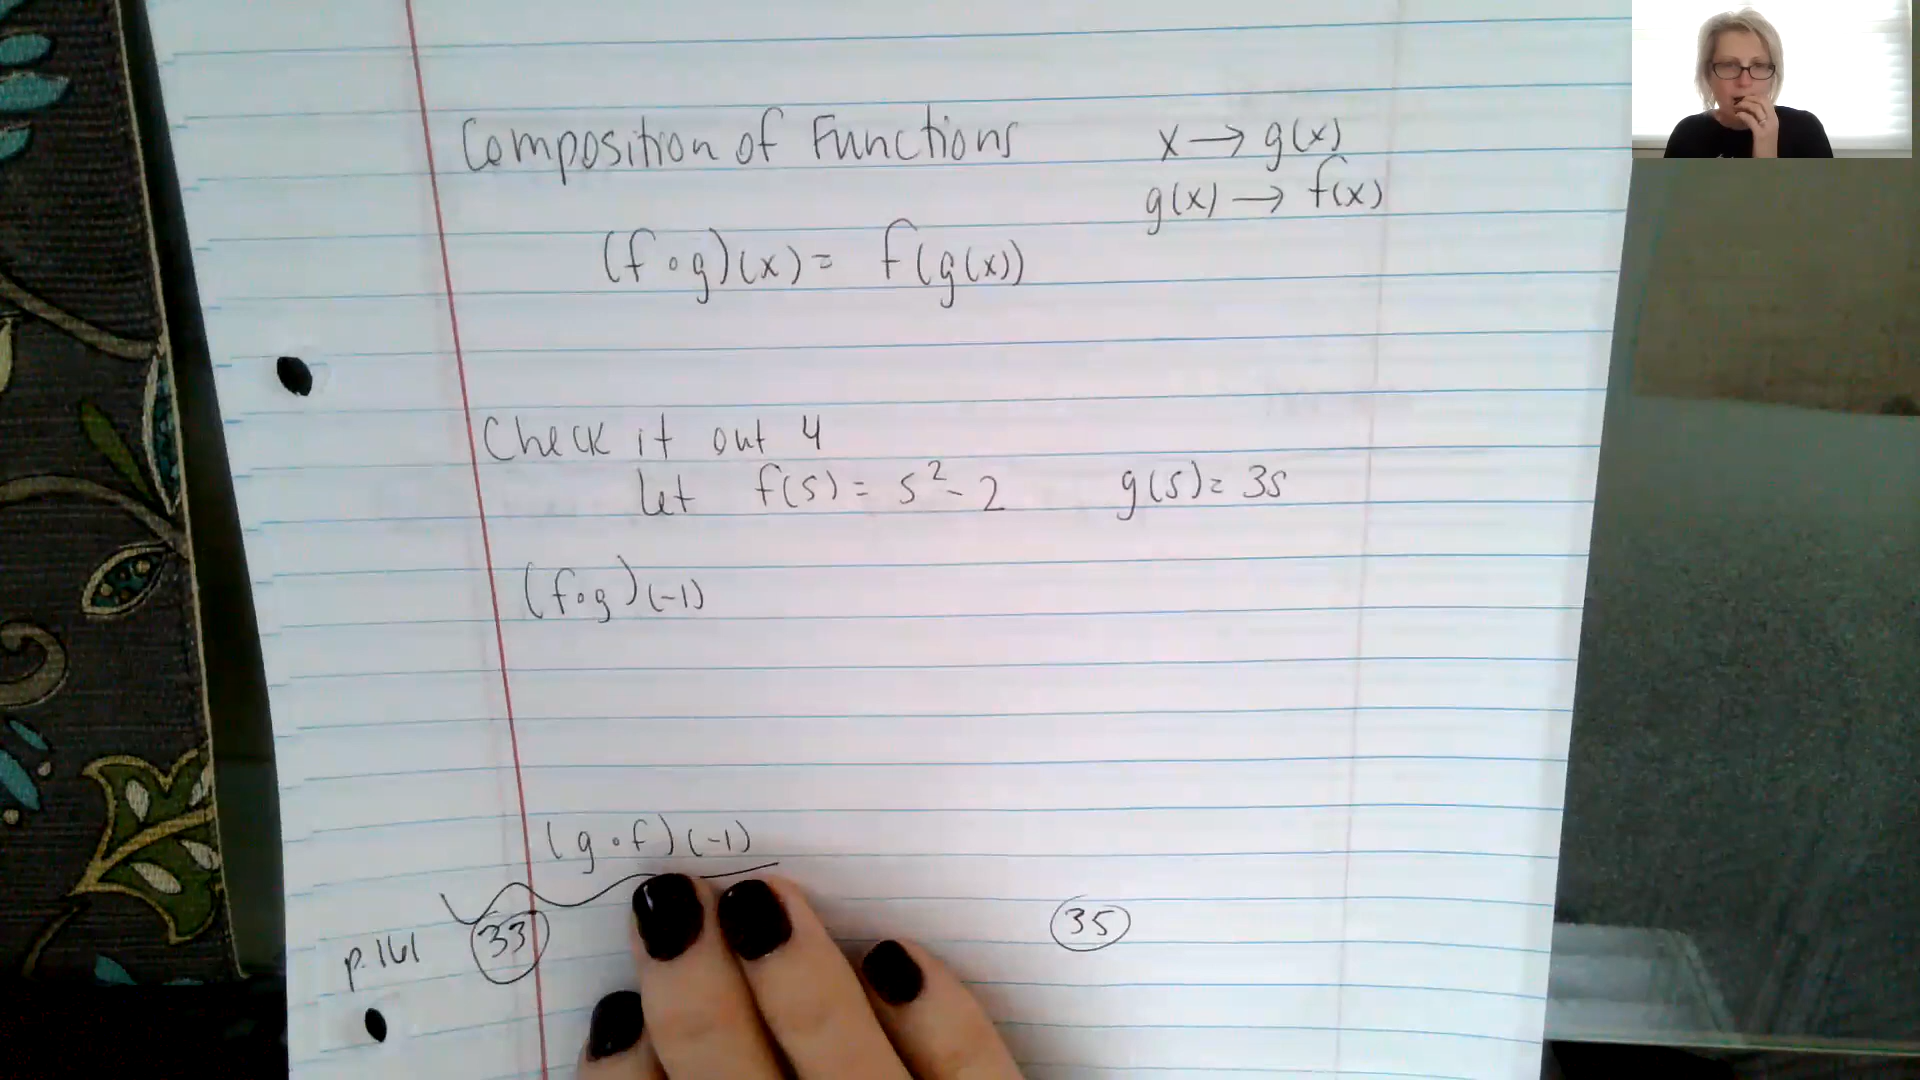 Composition of Functions
x → g(x)
g(x) → f(x)
(f ∘ g)(x) = f(g(x))
Check it out 4
let f(s) = s² - 2 g(s) = 3s
(f∘g)(-1)
(g ∘ f)(-1)
p. 161 33 35